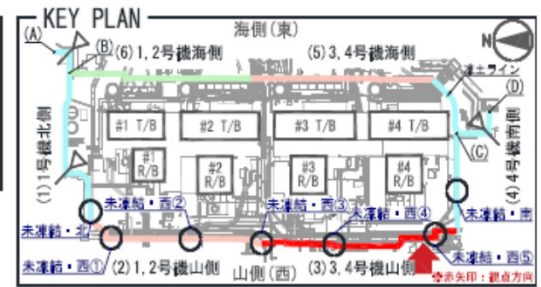 KEY PLAN
海側(東)
N
(A)
(B)
(6)1,2号機海側
(5)3,4号機海側
凍土ライン
(D)
#1 T/B
#2 T/B
#3 T/B
#4 T/B
(1)1号機北側
(C)
(4)4号機南側
#1
R/B
#2
R/B
#3
R/B
#4
R/B
未凍結・北
未凍結・西②
未凍結・西③
未凍結・西④
未凍結・南
未凍結・西①
(2)1,2号機山側
山側(西)
(3)3,4号機山側
未凍結・西⑤
赤矢印:視点方向